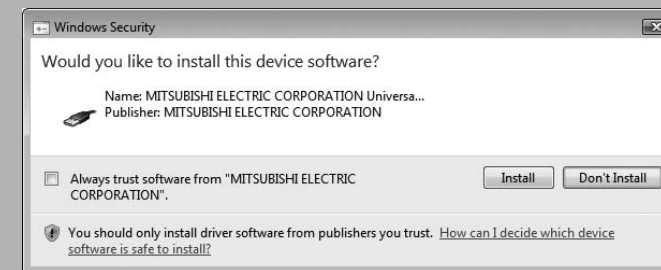 Windows Security
Would you like to install this device software?
Name: MITSUBISHI ELECTRIC CORPORATION Universa...
Publisher: MITSUBISHI ELECTRIC CORPORATION
Always trust software from "MITSUBISHI ELECTRIC
CORPORATION".
Install
Don't Install
You should only install driver software from publishers you trust. How can I decide which device
software is safe to install?